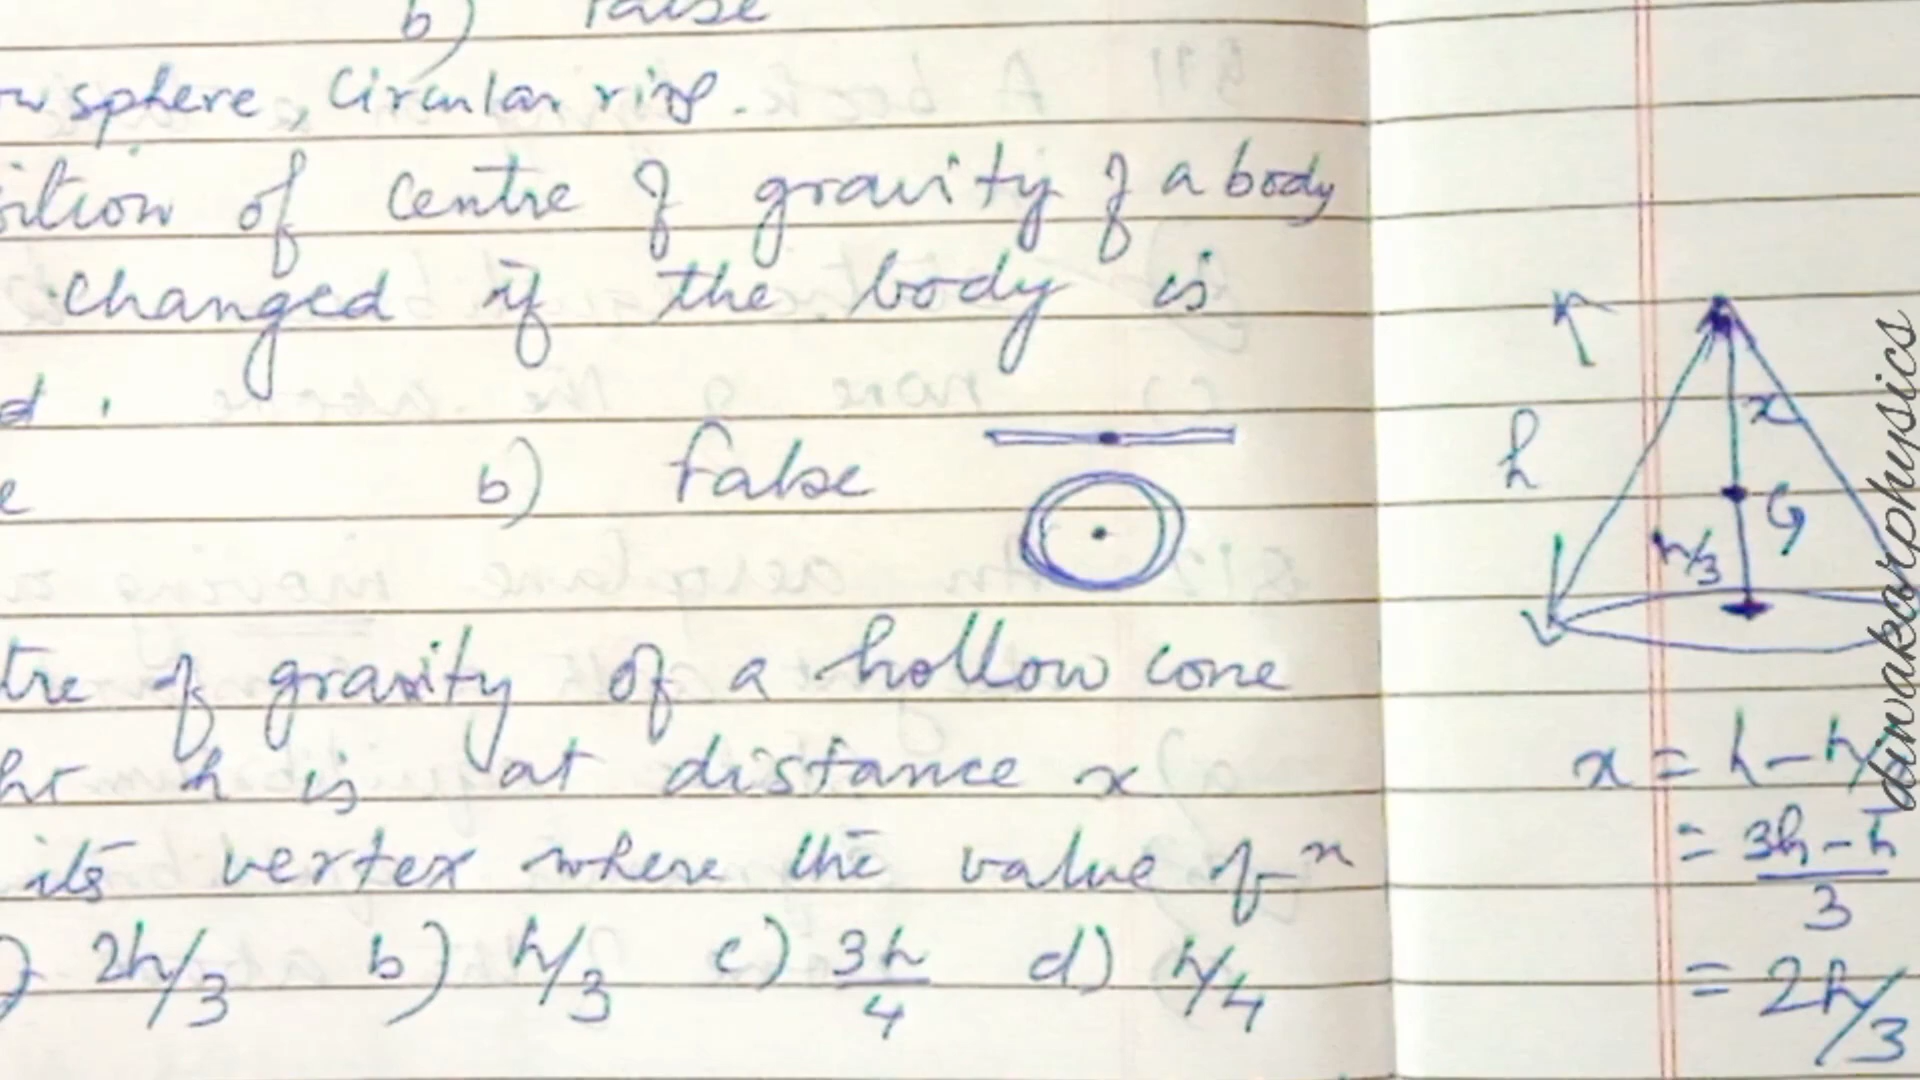 b) False
ow sphere, Circular ring.
ition of Centre of gravity of a body
changed if the body is
d.
e b) False
tre of gravity of a hollow cone
ht h is at distance x
its vertex where the value of x
) 2h/3 b) h/3 c) 3h/4 d) h/4
h
x
G
h/3
x = h - h/3
= 3h - h
3
= 2h/3
diwakarphysics